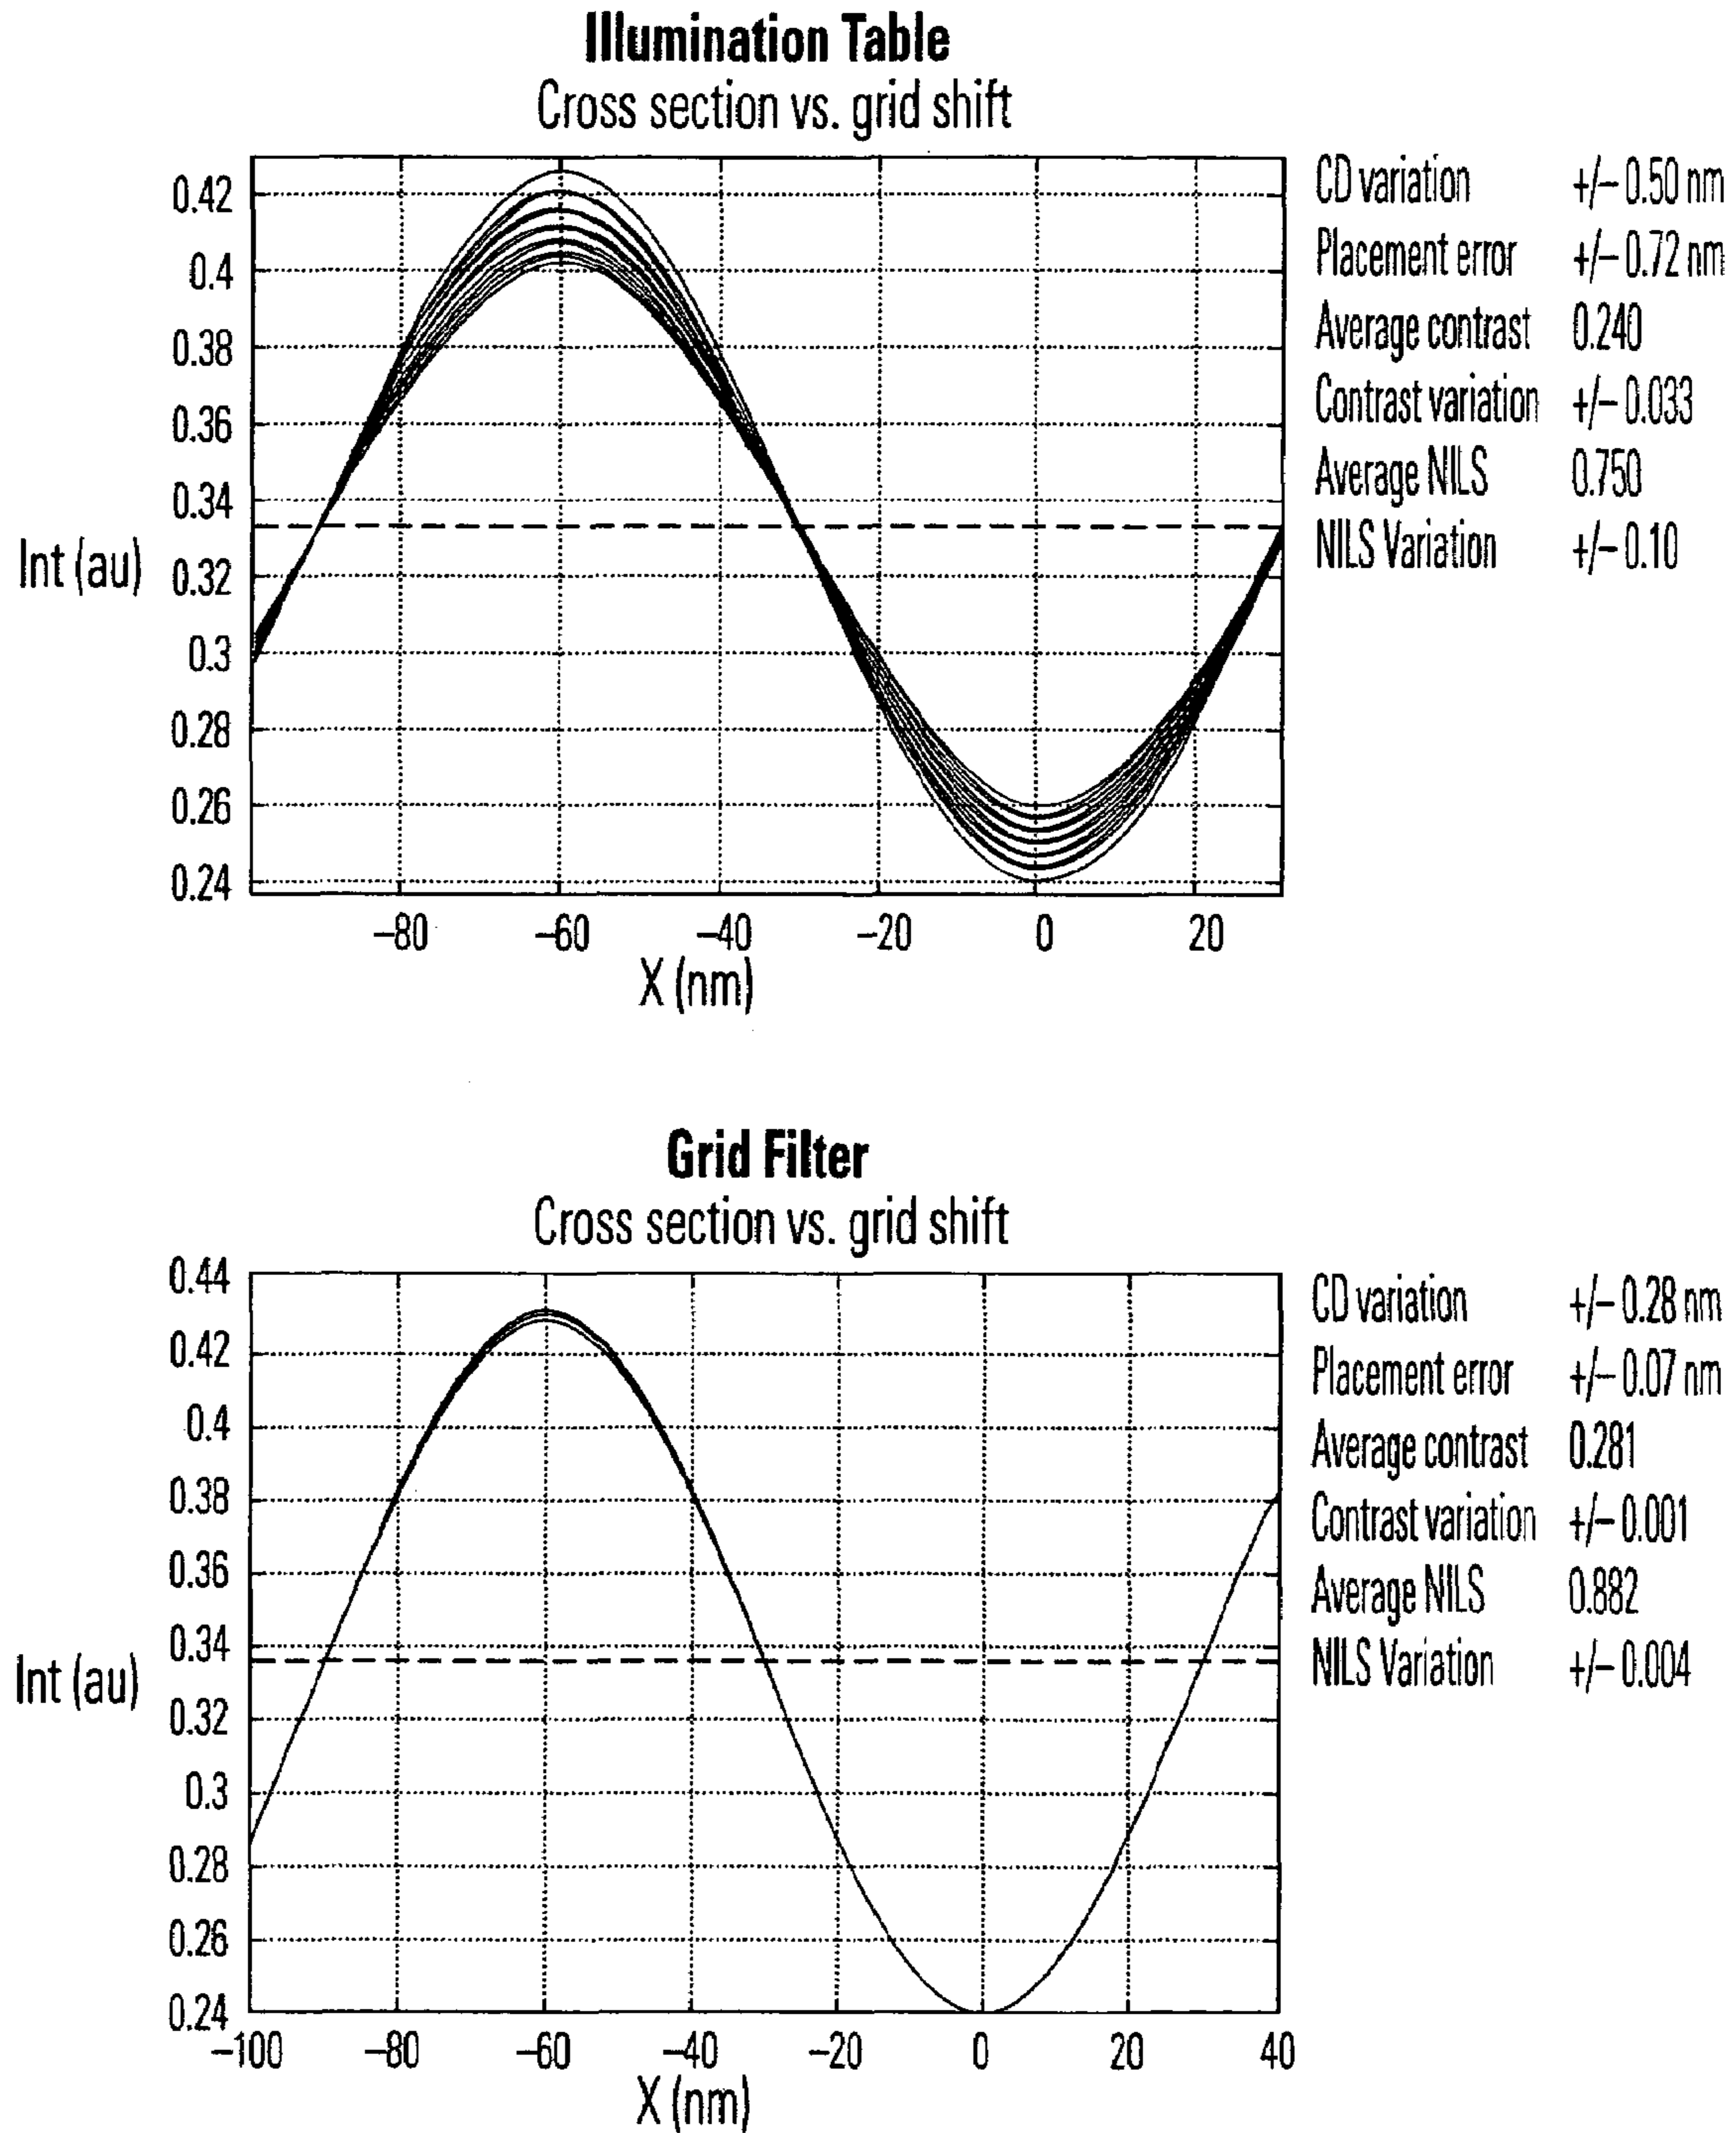 Illumination Table
Cross section vs. grid shift
0.42
0.4
0.38
0.36
0.34
0.32
0.3
0.28
0.26
0.24
Int (au)
–80 –60 –40 –20 0 20
X (nm)
CD variation +/– 0.50 nm
Placement error +/– 0.72 nm
Average contrast 0.240
Contrast variation +/– 0.033
Average NILS 0.750
NILS Variation +/– 0.10
Grid Filter
Cross section vs. grid shift
0.44
0.42
0.4
0.38
0.36
0.34
0.32
0.3
0.28
0.26
0.24
Int (au)
–100 –80 –60 –40 –20 0 20 40
X (nm)
CD variation +/– 0.28 nm
Placement error +/– 0.07 nm
Average contrast 0.281
Contrast variation +/– 0.001
Average NILS 0.882
NILS Variation +/– 0.004